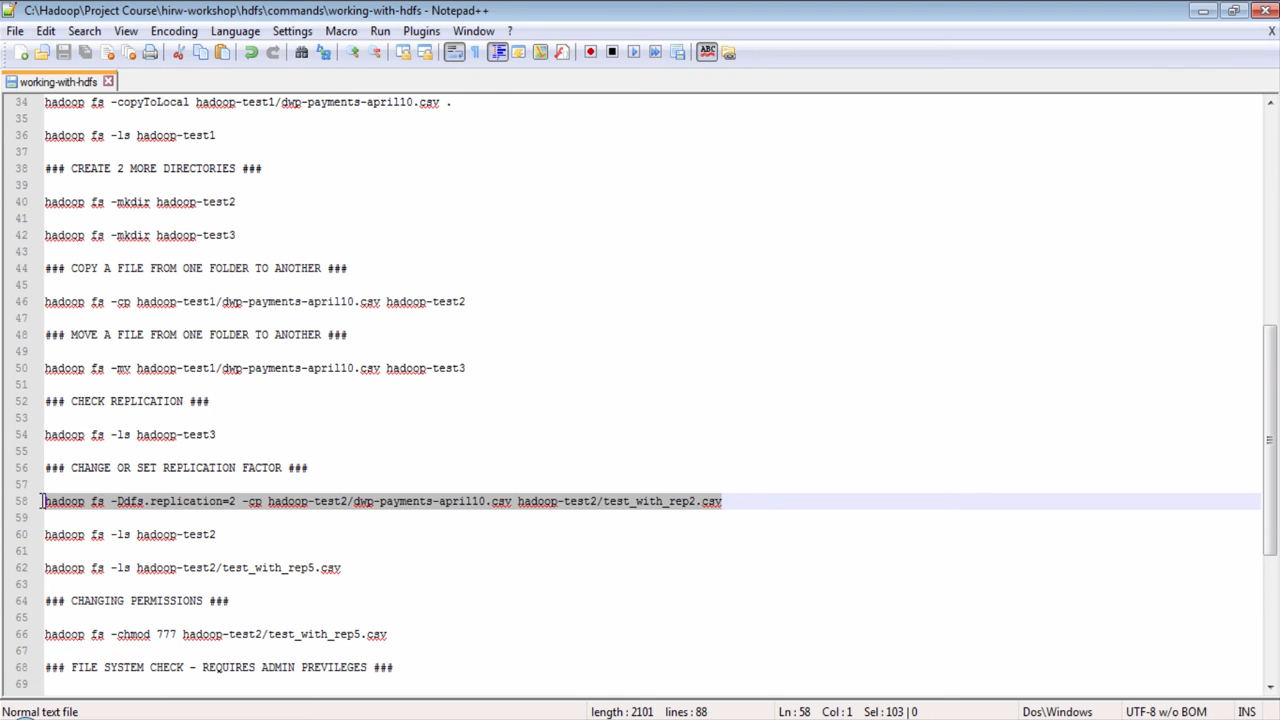 C:\Hadoop\Project Course\hirw-workshop\hdfs\commands\working-with-hdfs - Notepad++
File Edit Search View Encoding Language Settings Macro Run Plugins Window ? X
ABC
working-with-hdfs
34 hadoop fs -copyToLocal hadoop-test1/dwp-payments-april10.csv .
35
36 hadoop fs -ls hadoop-test1
37
38 ### CREATE 2 MORE DIRECTORIES ###
39
40 hadoop fs -mkdir hadoop-test2
41
42 hadoop fs -mkdir hadoop-test3
43
44 ### COPY A FILE FROM ONE FOLDER TO ANOTHER ###
45
46 hadoop fs -cp hadoop-test1/dwp-payments-april10.csv hadoop-test2
47
48 ### MOVE A FILE FROM ONE FOLDER TO ANOTHER ###
49
50 hadoop fs -mv hadoop-test1/dwp-payments-april10.csv hadoop-test3
51
52 ### CHECK REPLICATION ###
53
54 hadoop fs -ls hadoop-test3
55
56 ### CHANGE OR SET REPLICATION FACTOR ###
57
58 hadoop fs -Ddfs.replication=2 -cp hadoop-test2/dwp-payments-april10.csv hadoop-test2/test_with_rep2.csv
59
60 hadoop fs -ls hadoop-test2
61
62 hadoop fs -ls hadoop-test2/test_with_rep5.csv
63
64 ### CHANGING PERMISSIONS ###
65
66 hadoop fs -chmod 777 hadoop-test2/test_with_rep5.csv
67
68 ### FILE SYSTEM CHECK - REQUIRES ADMIN PREVILEGES ###
69
Normal text file length : 2101 lines : 88 Ln : 58 Col : 1 Sel : 103 | 0 Dos\Windows UTF-8 w/o BOM INS